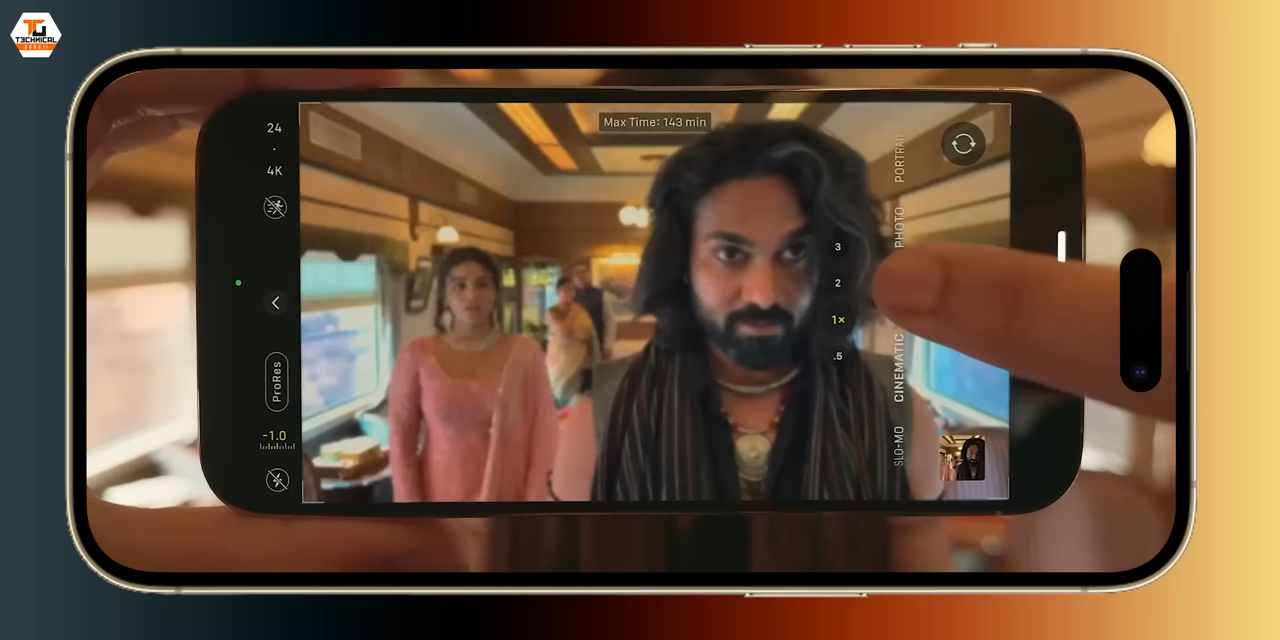 TG
TECHNICAL
GURUJI
24
·
4K
ProRes
-1.0
Max Time: 143 min
3
2
1×
.5
PORTRAIT
PHOTO
CINEMATIC
SLO-MO